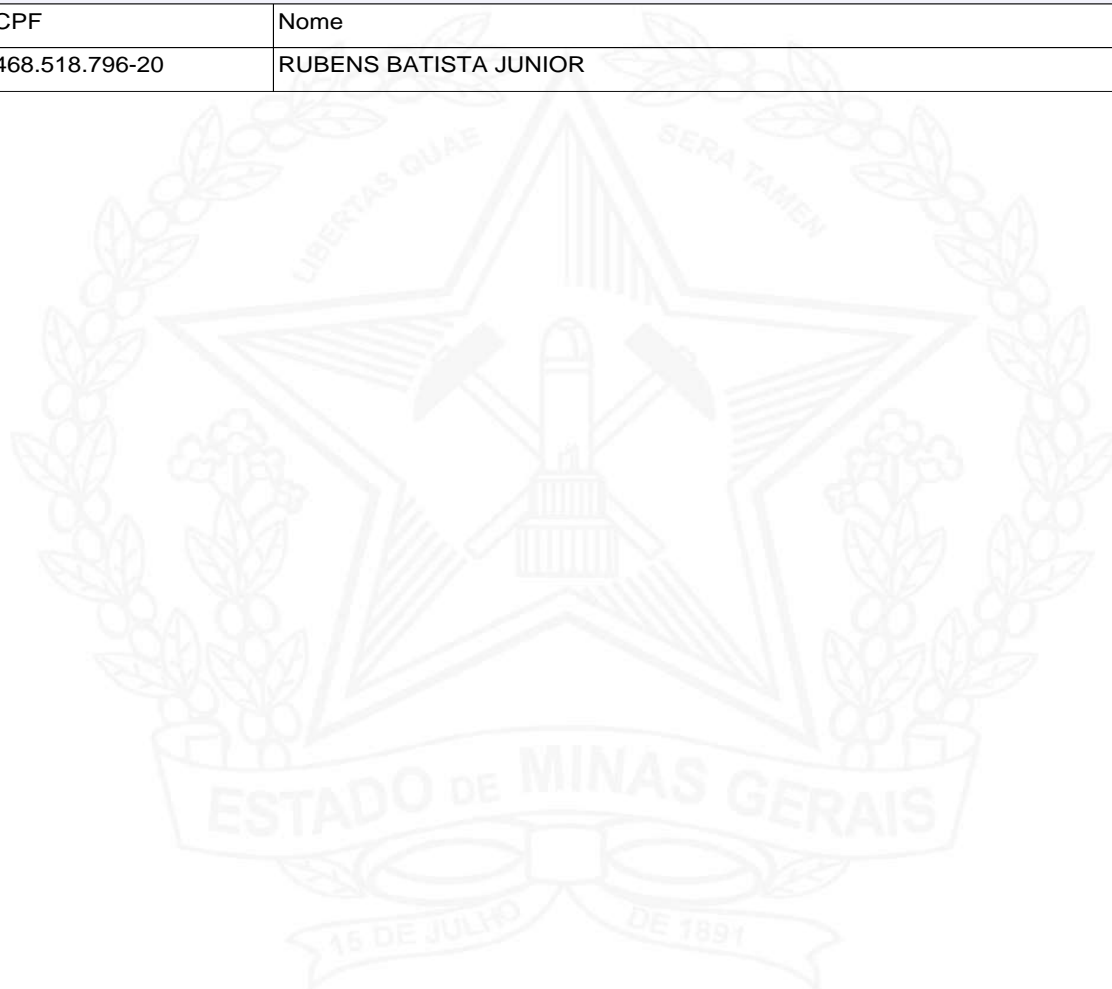 CPF Nome
468.518.796-20 RUBENS BATISTA JUNIOR
LIBERTAS QUAE SERA TAMEN
ESTADO DE MINAS GERAIS
15 DE JULHO DE 1891